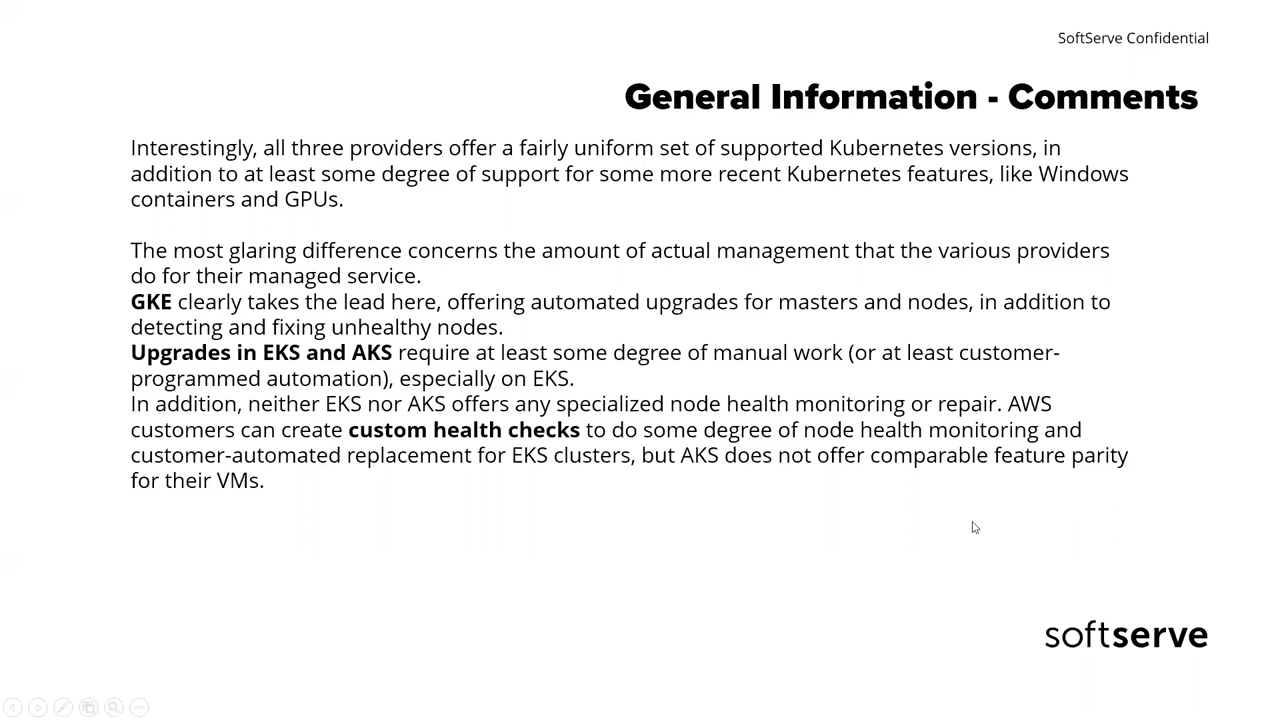 SoftServe Confidential
General Information - Comments
Interestingly, all three providers offer a fairly uniform set of supported Kubernetes versions, in
addition to at least some degree of support for some more recent Kubernetes features, like Windows
containers and GPUs.
The most glaring difference concerns the amount of actual management that the various providers
do for their managed service.
GKE clearly takes the lead here, offering automated upgrades for masters and nodes, in addition to
detecting and fixing unhealthy nodes.
Upgrades in EKS and AKS require at least some degree of manual work (or at least customer-
programmed automation), especially on EKS.
In addition, neither EKS nor AKS offers any specialized node health monitoring or repair. AWS
customers can create custom health checks to do some degree of node health monitoring and
customer-automated replacement for EKS clusters, but AKS does not offer comparable feature parity
for their VMs.
softserve